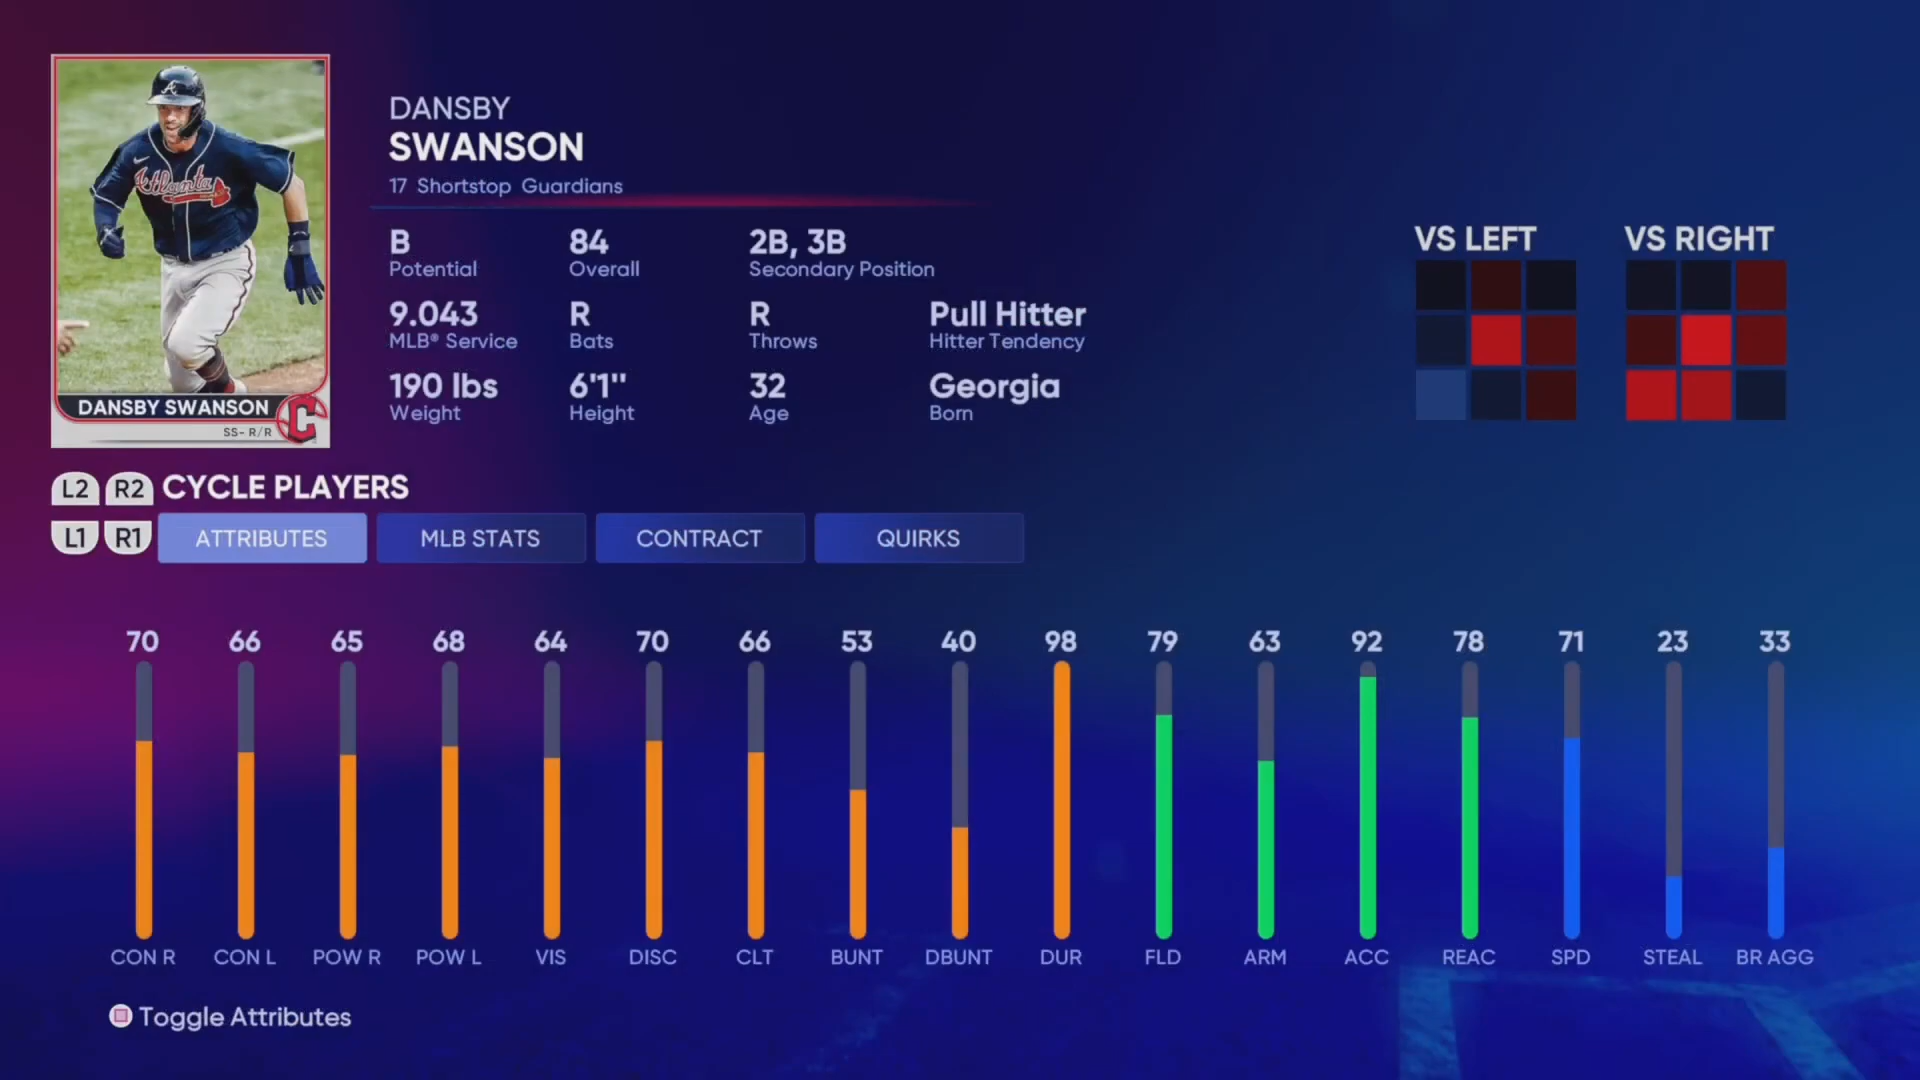 DANSBY
SWANSON
17 Shortstop Guardians
B
Potential
84
Overall
2B, 3B
Secondary Position
9.043
MLB® Service
R
Bats
R
Throws
Pull Hitter
Hitter Tendency
190 lbs
Weight
6'1"
Height
32
Age
Georgia
Born
VS LEFT
VS RIGHT
A
Atlanta
DANSBY SWANSON
C
SS- R/R
L2 R2 CYCLE PLAYERS
L1 R1 ATTRIBUTES MLB STATS CONTRACT QUIRKS
70 66 65 68 64 70 66 53 40 98 79 63 92 78 71 23 33
CON R CON L POW R POW L VIS DISC CLT BUNT DBUNT DUR FLD ARM ACC REAC SPD STEAL BR AGG
Toggle Attributes